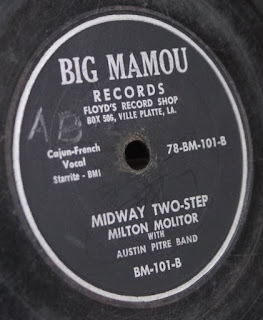 BIG MAMOU
RECORDS
FLOYD'S RECORD SHOP
BOX 506, VILLE PLATTE, LA.
AB
Cajun-French
Vocal
78-BM-101-B
Starrite - BMI
MIDWAY TWO-STEP
MILTON MOLITOR
WITH
AUSTIN PITRE BAND
BM-101-B